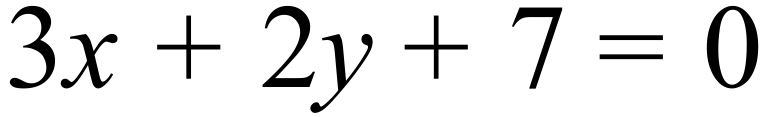 3x + 2y + 7 = 0